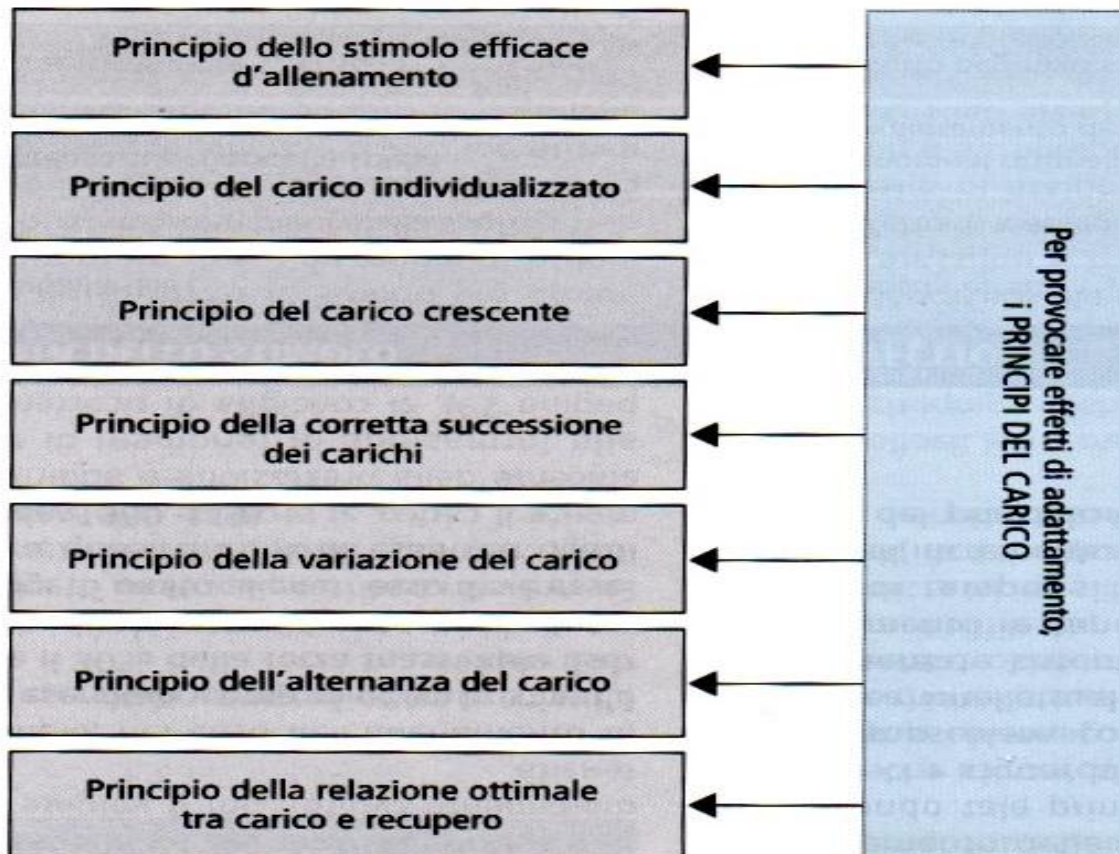 Principio dello stimolo efficace
d'allenamento
Principio del carico individualizzato
Principio del carico crescente
Principio della corretta successione
dei carichi
Principio della variazione del carico
Principio dell'alternanza del carico
Principio della relazione ottimale
tra carico e recupero
Per provocare effetti di adattamento,
i PRINCIPI DEL CARICO